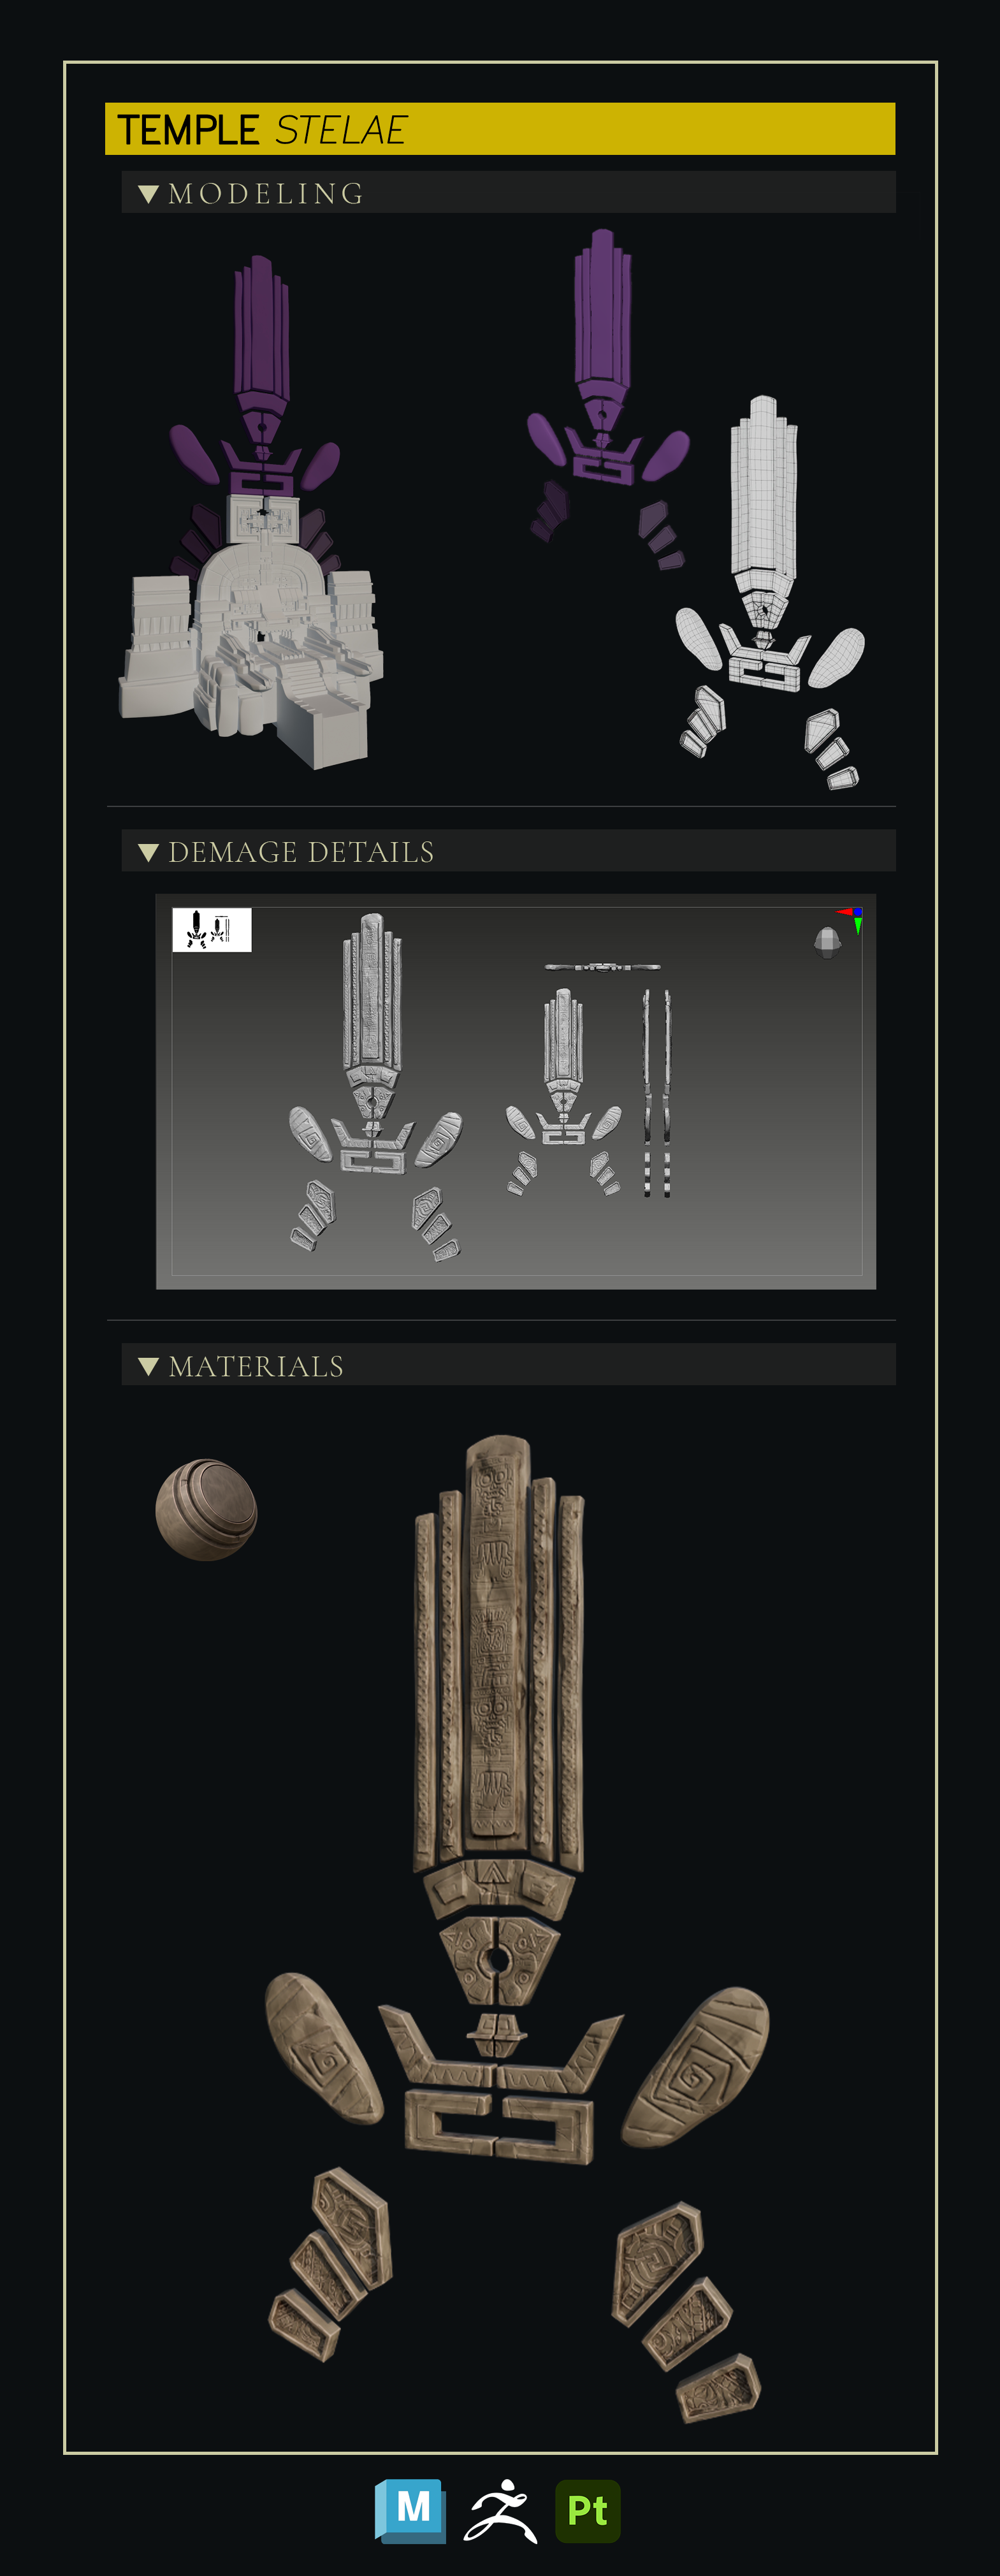 TEMPLE STELAE
MODELING
DEMAGE DETAILS
MATERIALS
M
Pt